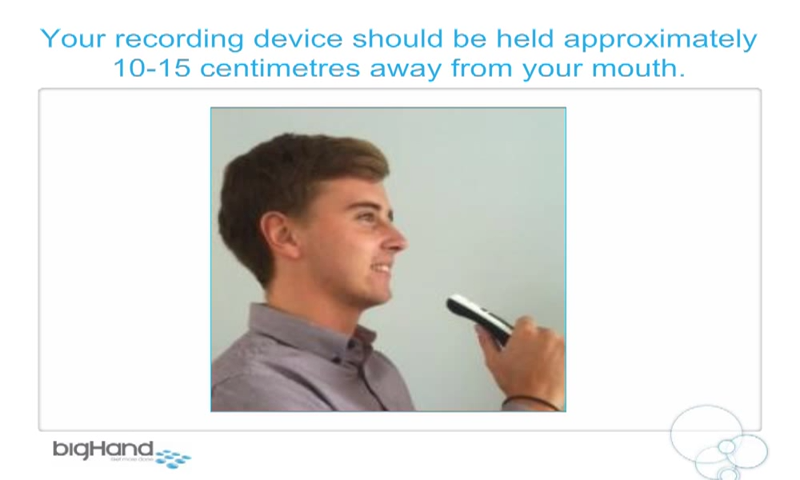 Your recording device should be held approximately
10-15 centimetres away from your mouth.
bigHand